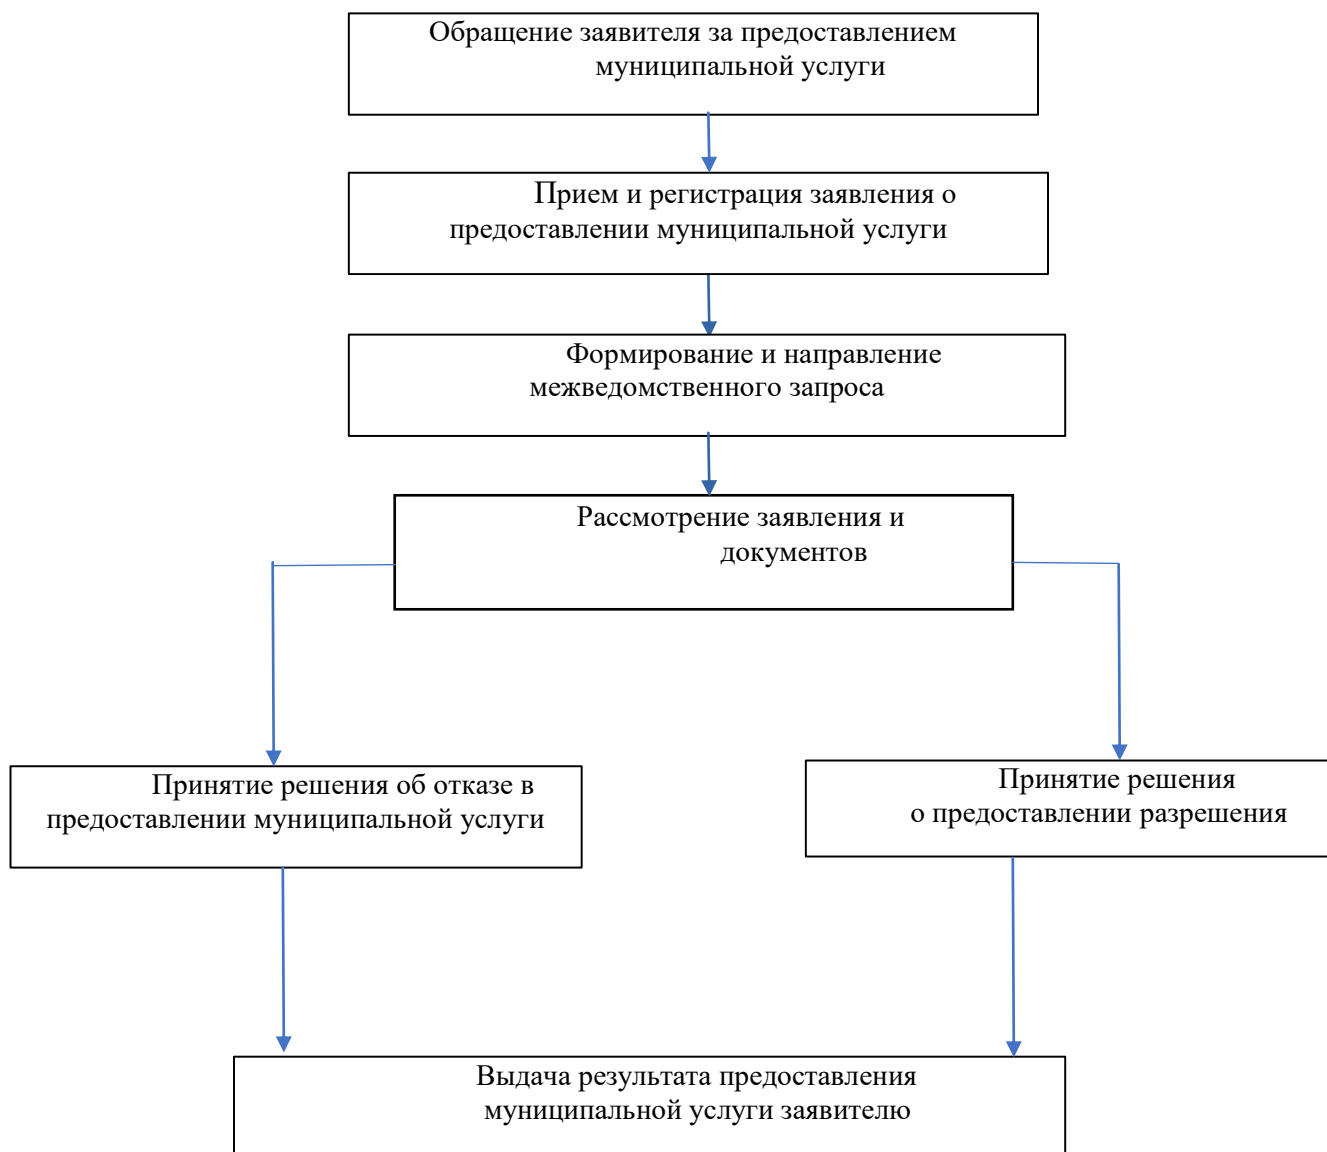 Обращение заявителя за предоставлением
муниципальной услуги
Прием и регистрация заявления о
предоставлении муниципальной услуги
Формирование и направление
межведомственного запроса
Рассмотрение заявления и
документов
Принятие решения об отказе в
предоставлении муниципальной услуги
Принятие решения
о предоставлении разрешения
Выдача результата предоставления
муниципальной услуги заявителю